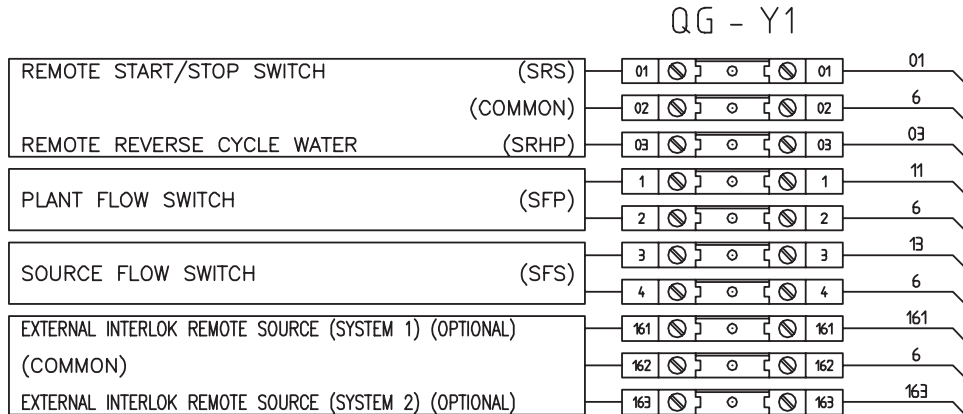 QG - Y1
REMOTE START/STOP SWITCH (SRS) 01 01 01
(COMMON) 02 02 6
REMOTE REVERSE CYCLE WATER (SRHP) 03 03 03
1 1 11
PLANT FLOW SWITCH (SFP)
2 2 6
3 3 13
SOURCE FLOW SWITCH (SFS)
4 4 6
EXTERNAL INTERLOK REMOTE SOURCE (SYSTEM 1) (OPTIONAL) 161 161 161
(COMMON) 162 162 6
EXTERNAL INTERLOK REMOTE SOURCE (SYSTEM 2) (OPTIONAL) 163 163 163